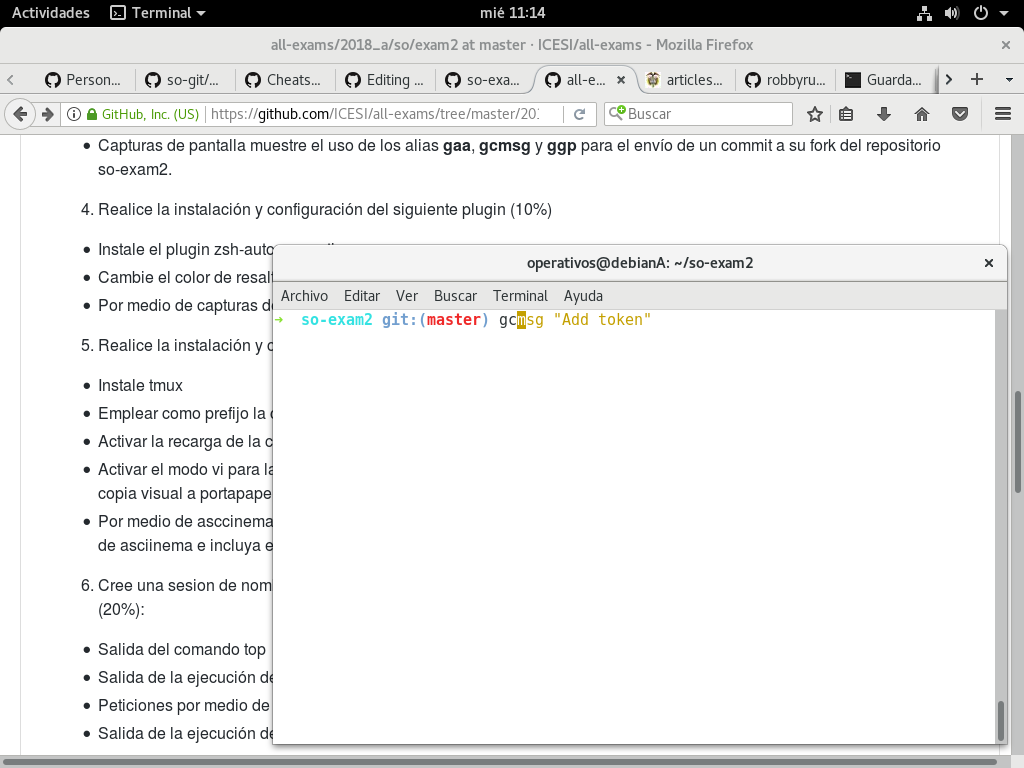 Actividades Terminal mié 11:14
all-exams/2018_a/so/exam2 at master · ICESI/all-exams - Mozilla Firefox
Person... so-git/... Cheats... Editing ... so-exa... all-e... articles... robbyru... Guarda...
GitHub, Inc. (US) https://github.com/ICESI/all-exams/tree/master/20 Buscar
Capturas de pantalla muestre el uso de los alias gaa, gcmsg y ggp para el envío de un commit a su fork del repositorio
so-exam2.
4. Realice la instalación y configuración del siguiente plugin (10%)
Instale el plugin zsh-auto
Cambie el color de resal
Por medio de capturas de
5. Realice la instalación y
Instale tmux
Emplear como prefijo la
Activar la recarga de la
Activar el modo vi para la
copia visual a portapape
Por medio de asccinema
de asciinema e incluya e
6. Cree una sesion de nom
(20%):
Salida del comando top
Salida de la ejecución de
Peticiones por medio de
Salida de la ejecución de
operativos@debianA: ~/so-exam2
Archivo Editar Ver Buscar Terminal Ayuda
➜ so-exam2 git:(master) gcmsg "Add token"